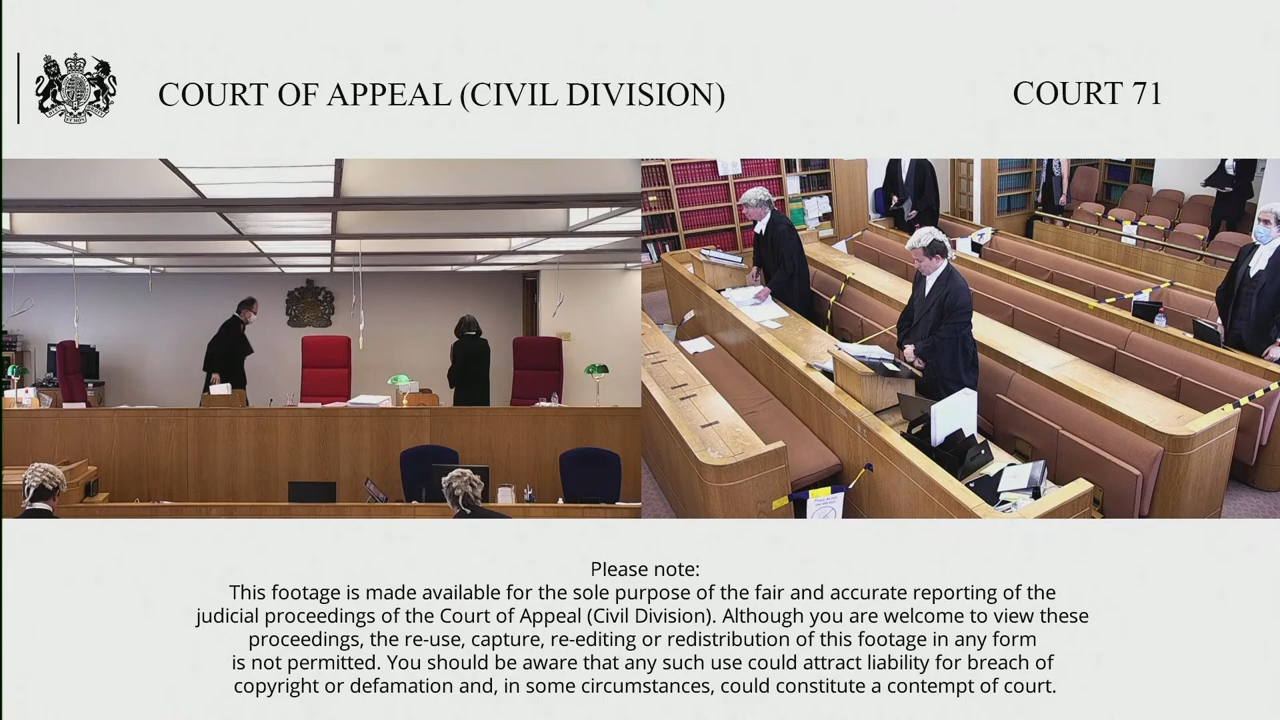 COURT OF APPEAL (CIVIL DIVISION)
COURT 71
Please note:
This footage is made available for the sole purpose of the fair and accurate reporting of the
judicial proceedings of the Court of Appeal (Civil Division). Although you are welcome to view these
proceedings, the re-use, capture, re-editing or redistribution of this footage in any form
is not permitted. You should be aware that any such use could attract liability for breach of
copyright or defamation and, in some circumstances, could constitute a contempt of court.